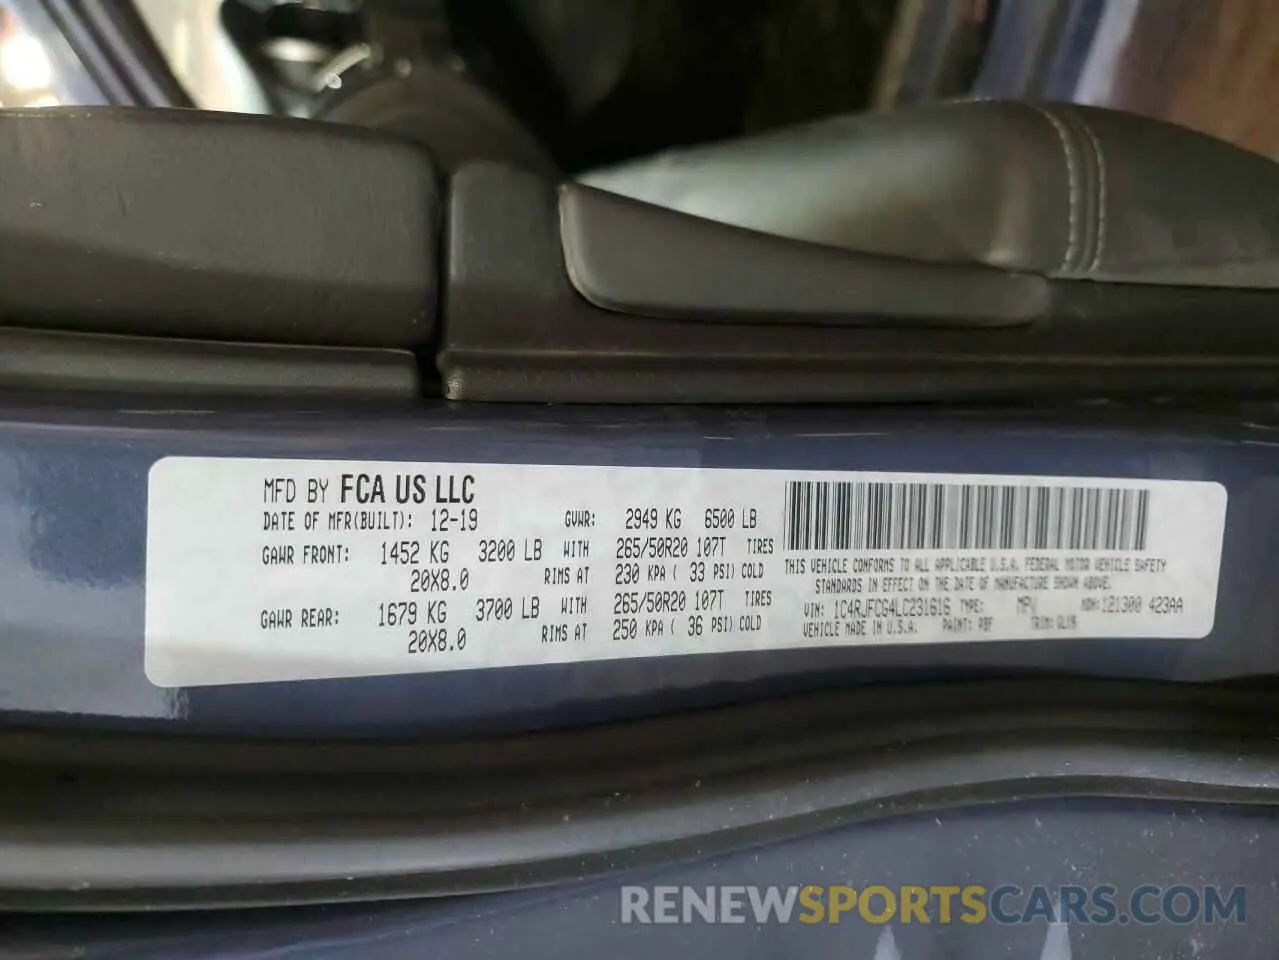 MFD BY FCA US LLC
DATE OF MFR(BUILT): 12-19 GVWR: 2949 KG 6500 LB
GAWR FRONT: 1452 KG 3200 LB WITH 265/50R20 107T TIRES
20X8.0 RIMS AT 230 KPA ( 33 PSI) COLD
GAWR REAR: 1679 KG 3700 LB WITH 265/50R20 107T TIRES
20X8.0 RIMS AT 250 KPA ( 36 PSI) COLD
THIS VEHICLE CONFORMS TO ALL APPLICABLE U.S.A. FEDERAL MOTOR VEHICLE SAFETY
STANDARDS IN EFFECT ON THE DATE OF MANUFACTURE SHOWN ABOVE.
VIN: 1C4RJFCG4LC231616 TYPE: MPV MDH: 121300 423AA
VEHICLE MADE IN U.S.A. PAINT: PBF TRIM:
RENEWSPORTSCARS.COM